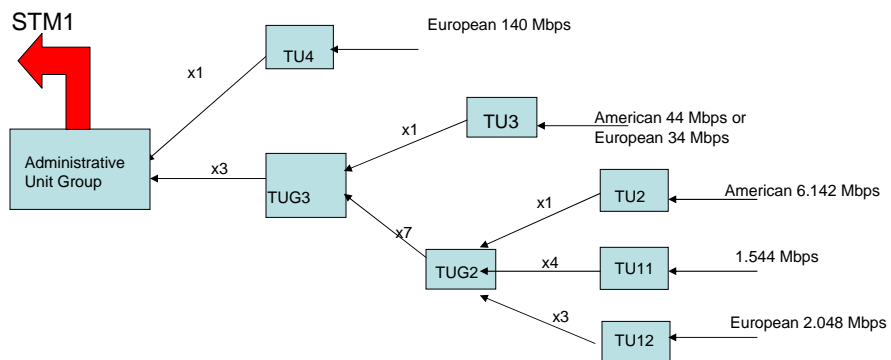 STM1
European 140 Mbps
TU4
x1
TU3
American 44 Mbps or
European 34 Mbps
x1
Administrative
Unit Group
x3
TUG3
TU2
American 6.142 Mbps
x1
x7
TUG2
x4
TU11
1.544 Mbps
x3
TU12
European 2.048 Mbps